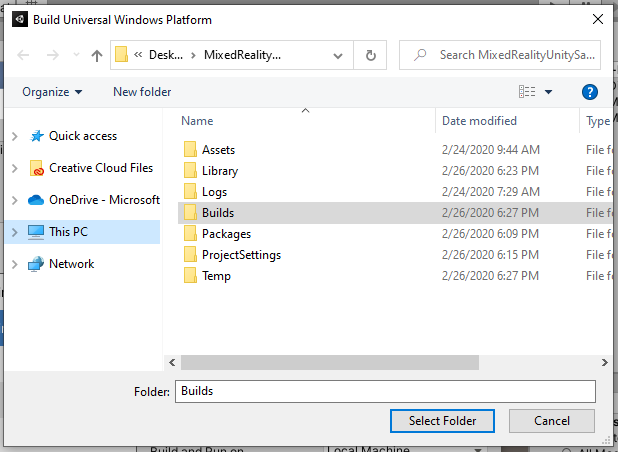 Build Universal Windows Platform
« Desk... > MixedReality...
Search MixedRealityUnitySa...
Organize
New folder
Name
Date modified
Type
Quick access
Creative Cloud Files
OneDrive - Microsoft
This PC
Network
Assets 2/24/2020 9:44 AM File fo
Library 2/26/2020 6:23 PM File fo
Logs 2/24/2020 7:29 AM File fo
Builds 2/26/2020 6:27 PM File fo
Packages 2/26/2020 6:09 PM File fo
ProjectSettings 2/26/2020 6:15 PM File fo
Temp 2/26/2020 6:27 PM File fo
Folder: Builds
Select Folder
Cancel
Build and Run on
Local Machine